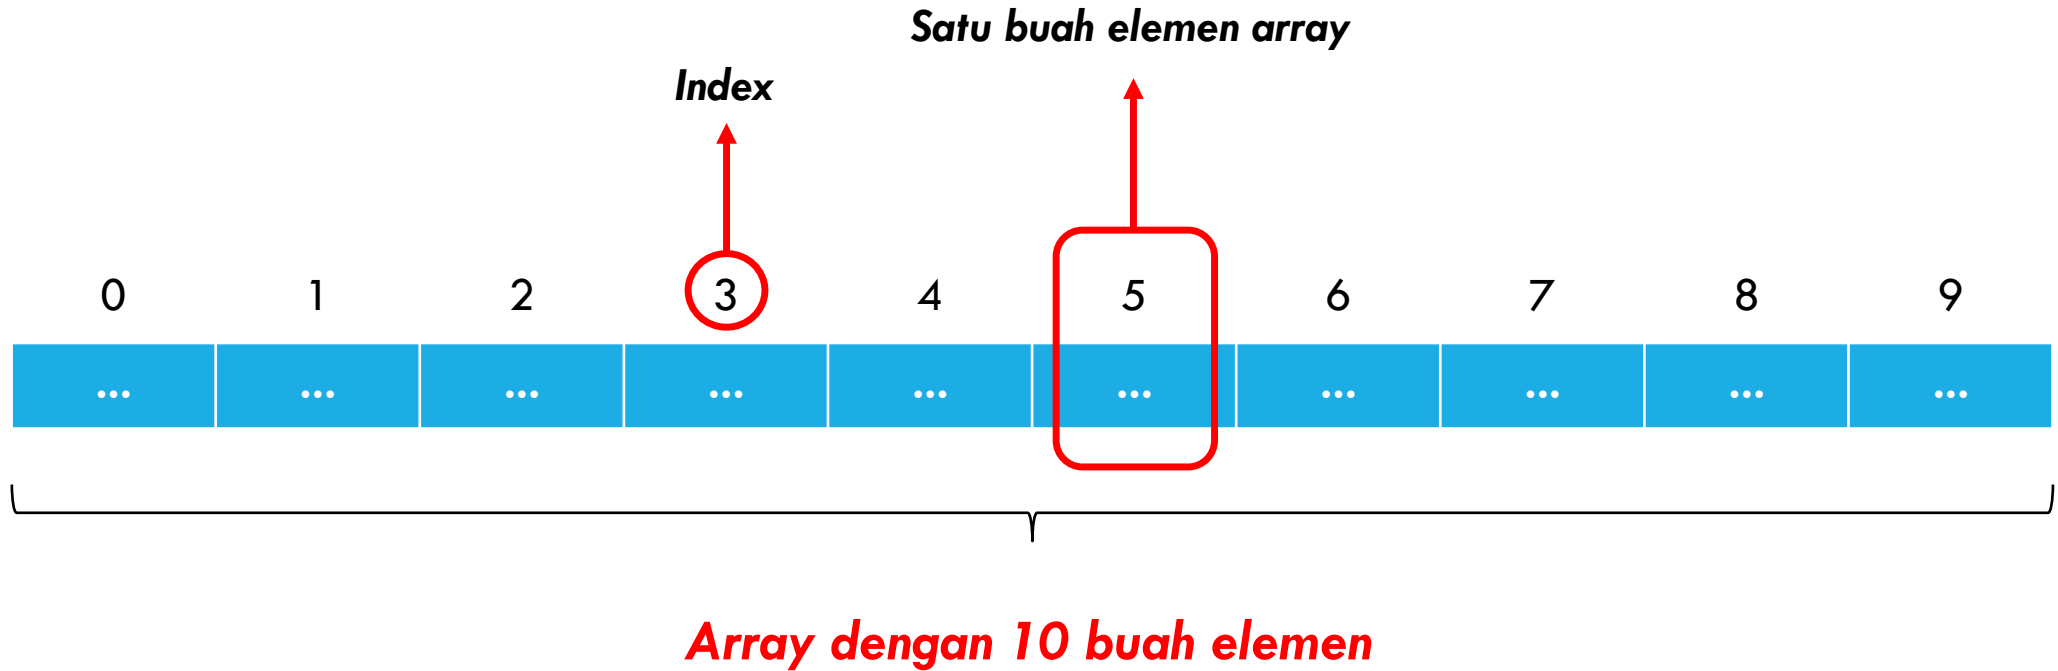 Satu buah elemen array
Index
0 1 2 3 4 5 6 7 8 9
... ... ... ... ... ... ... ... ... ...
Array dengan 10 buah elemen